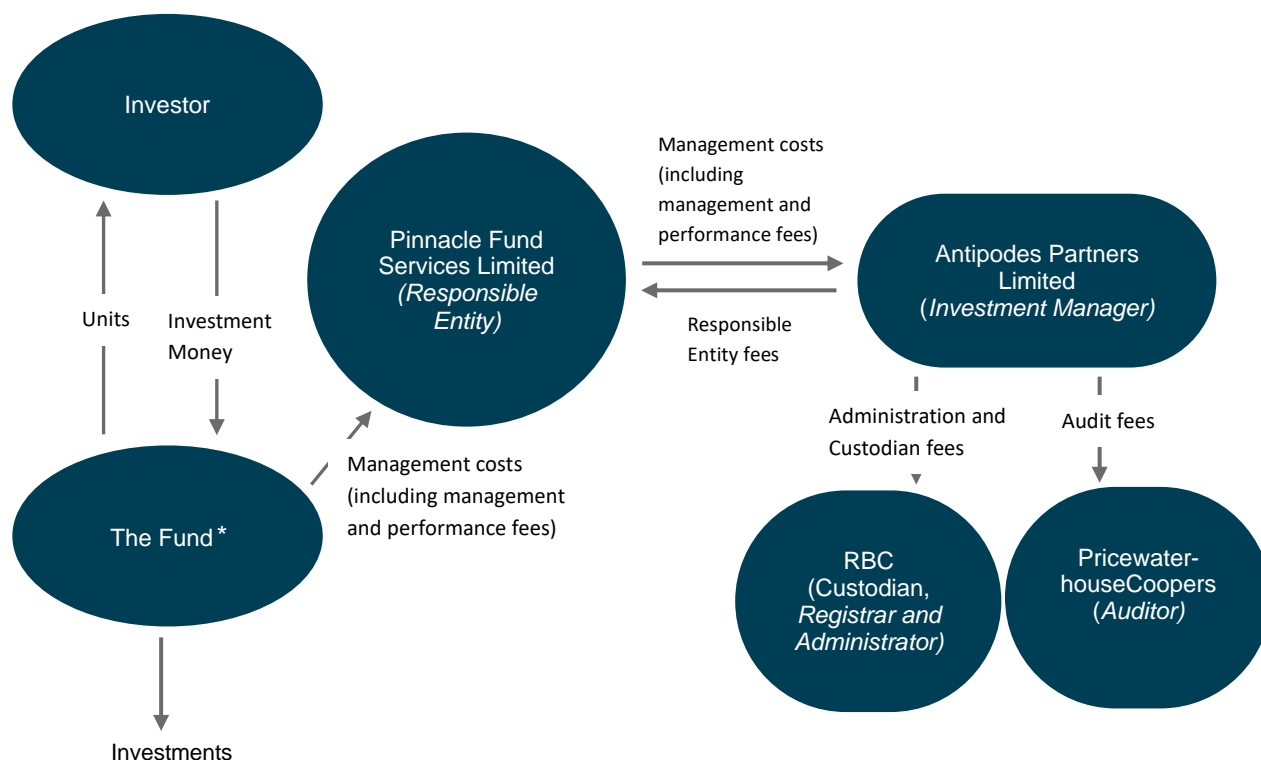 Investor
Units
Investment
Money
The Fund *
Investments
Pinnacle Fund
Services Limited
(Responsible
Entity)
Management costs
(including management
and performance fees)
Management costs
(including
management and
performance fees)
Responsible
Entity fees
Antipodes Partners
Limited
(Investment Manager)
Administration and
Custodian fees
Audit fees
RBC
(Custodian,
Registrar and
Administrator)
Pricewater-
houseCoopers
(Auditor)